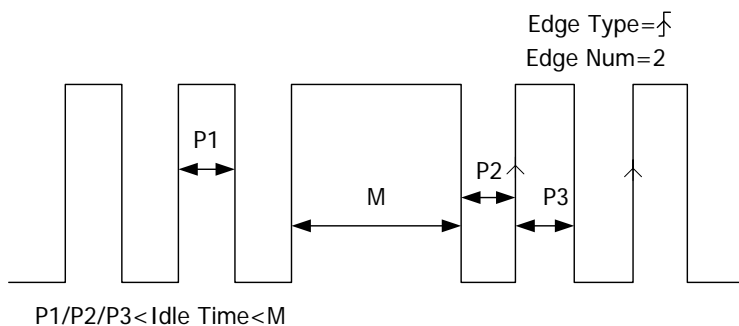 Edge Type=
Edge Num=2
P1
P2
M
P3
P1/P2/P3<Idle Time<M